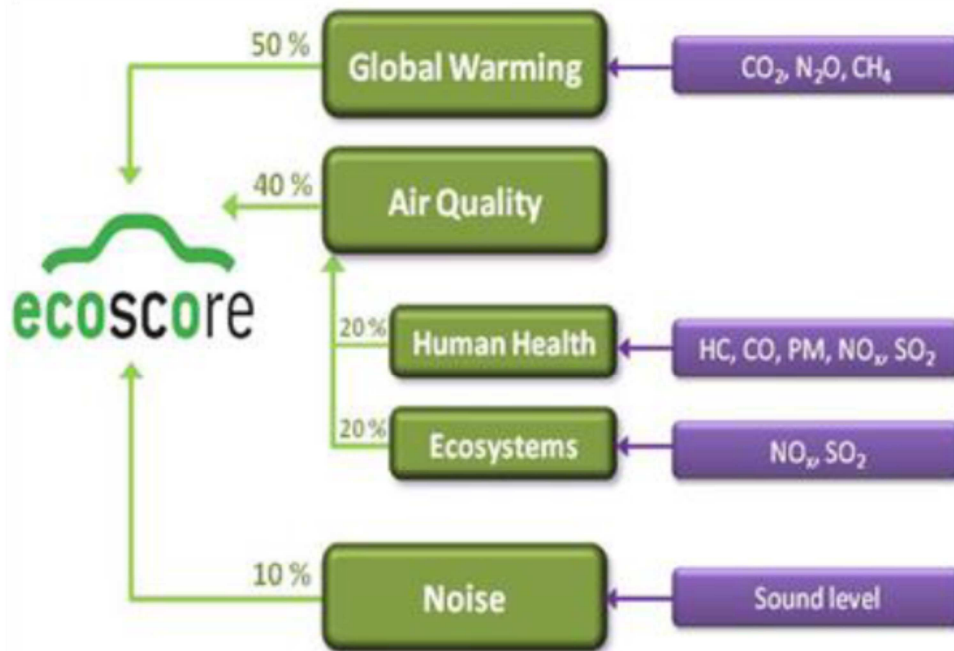 50 %
Global Warming
CO₂, N₂O, CH₄
40 %
Air Quality
ecoscore
20%
Human Health
HC, CO, PM, NOₓ, SO₂
20%
Ecosystems
NOₓ, SO₂
10 %
Noise
Sound level